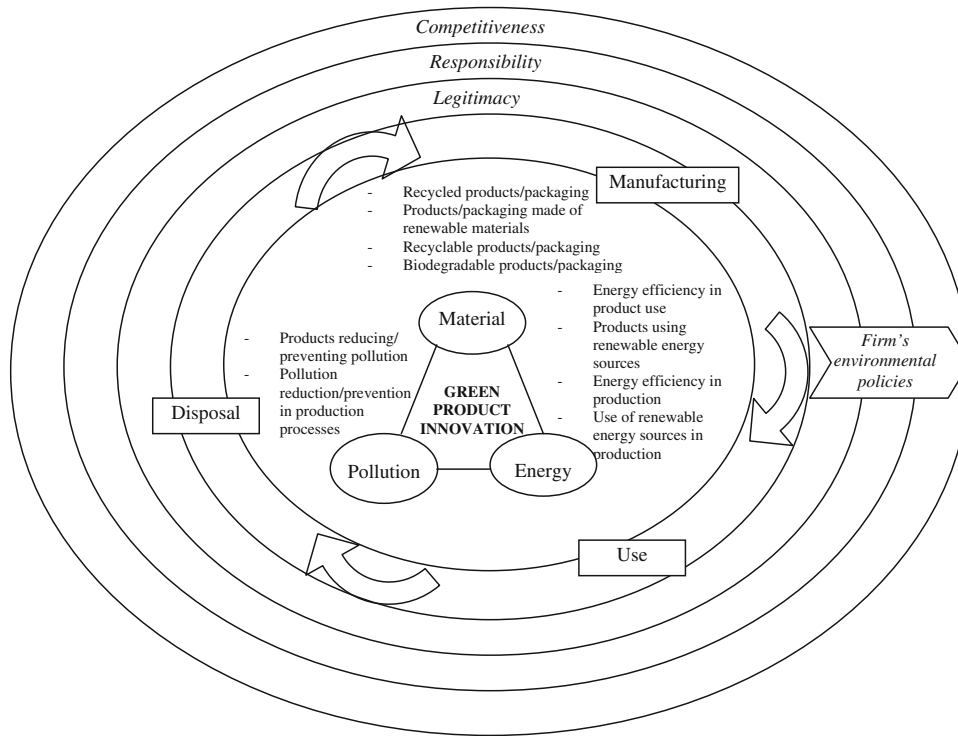 Competitiveness
Responsibility
Legitimacy
Manufacturing
- Recycled products/packaging
- Products/packaging made of
renewable materials
- Recyclable products/packaging
- Biodegradable products/packaging
- Energy efficiency in
product use
- Products using
renewable energy
sources
- Energy efficiency in
production
- Use of renewable
energy sources in
production
Material
- Products reducing/
preventing pollution
- Pollution
reduction/prevention
in production
processes
GREEN
PRODUCT
INNOVATION
Firm's
environmental
policies
Disposal
Pollution
Energy
Use